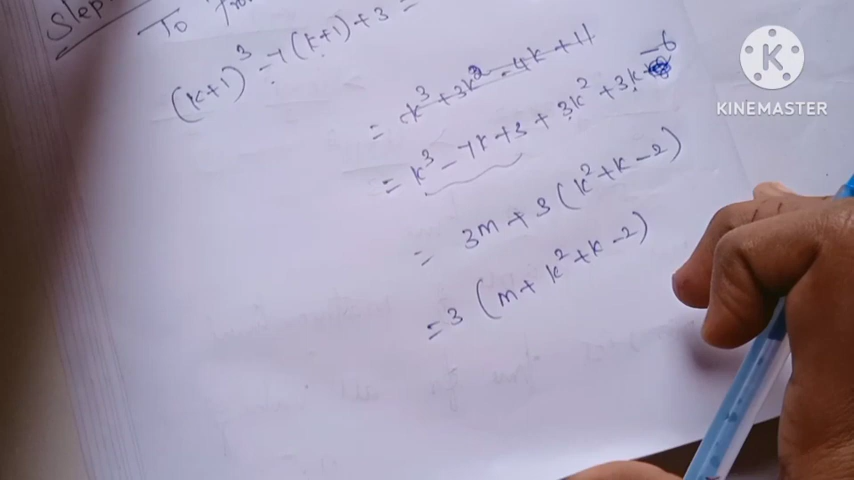 Step
To
(k+1)³ - 7(k+1) + 3 =
= k³ + 3k² - 4k + 11
= k³ - 7k + 3 + 3k² + 3k - 6
= 3m + 3(k² + k - 2)
= 3(m + k² + k - 2)
K
KINEMASTER